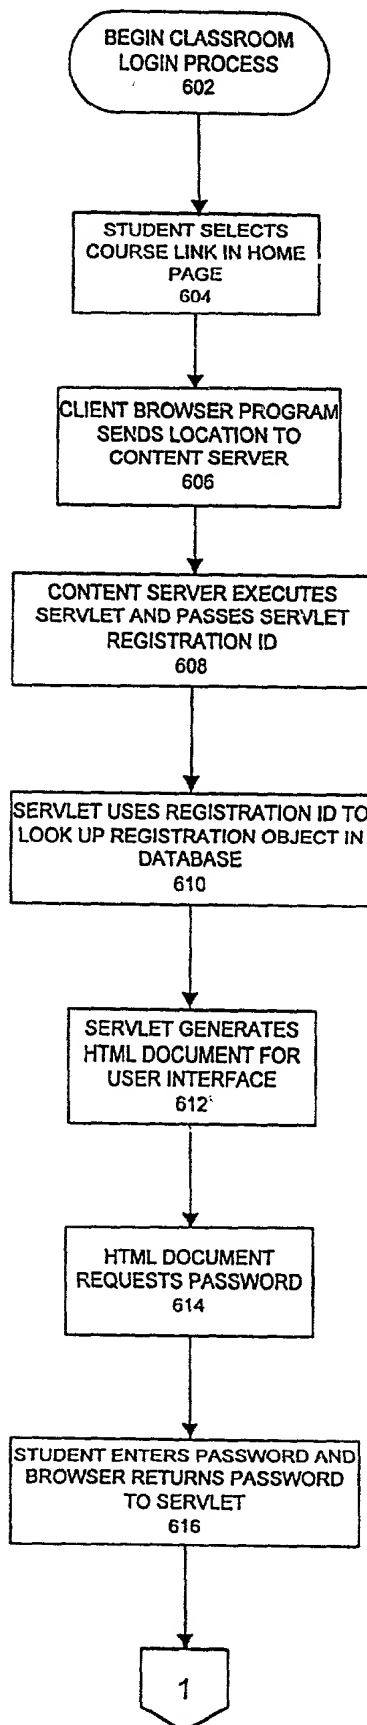 BEGIN CLASSROOM
LOGIN PROCESS
602
STUDENT SELECTS
COURSE LINK IN HOME
PAGE
604
CLIENT BROWSER PROGRAM
SENDS LOCATION TO
CONTENT SERVER
606
CONTENT SERVER EXECUTES
SERVLET AND PASSES SERVLET
REGISTRATION ID
608
SERVLET USES REGISTRATION ID TO
LOOK UP REGISTRATION OBJECT IN
DATABASE
610
SERVLET GENERATES
HTML DOCUMENT FOR
USER INTERFACE
612
HTML DOCUMENT
REQUESTS PASSWORD
614
STUDENT ENTERS PASSWORD AND
BROWSER RETURNS PASSWORD
TO SERVLET
616
1